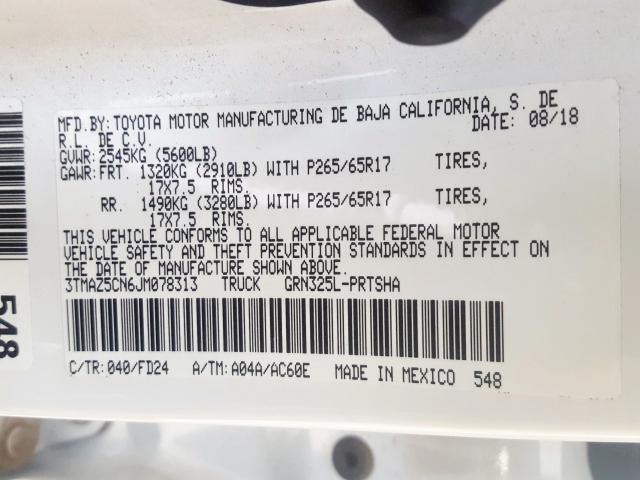 MFD.BY:TOYOTA MOTOR MANUFACTURING DE BAJA CALIFORNIA, S. DE
R.L. DE C.V. DATE: 08/18
GVWR:2545KG (5600LB)
GAWR:FRT. 1320KG (2910LB) WITH P265/65R17 TIRES,
17X7.5 RIMS.
RR. 1490KG (3280LB) WITH P265/65R17 TIRES,
17X7.5 RIMS.
THIS VEHICLE CONFORMS TO ALL APPLICABLE FEDERAL MOTOR
VEHICLE SAFETY AND THEFT PREVENTION STANDARDS IN EFFECT ON
THE DATE OF MANUFACTURE SHOWN ABOVE.
3TMAZ5CN6JM078313 TRUCK GRN325L-PRTSHA
C/TR:040/FD24 A/TM:A04A/AC60E MADE IN MEXICO 548
548